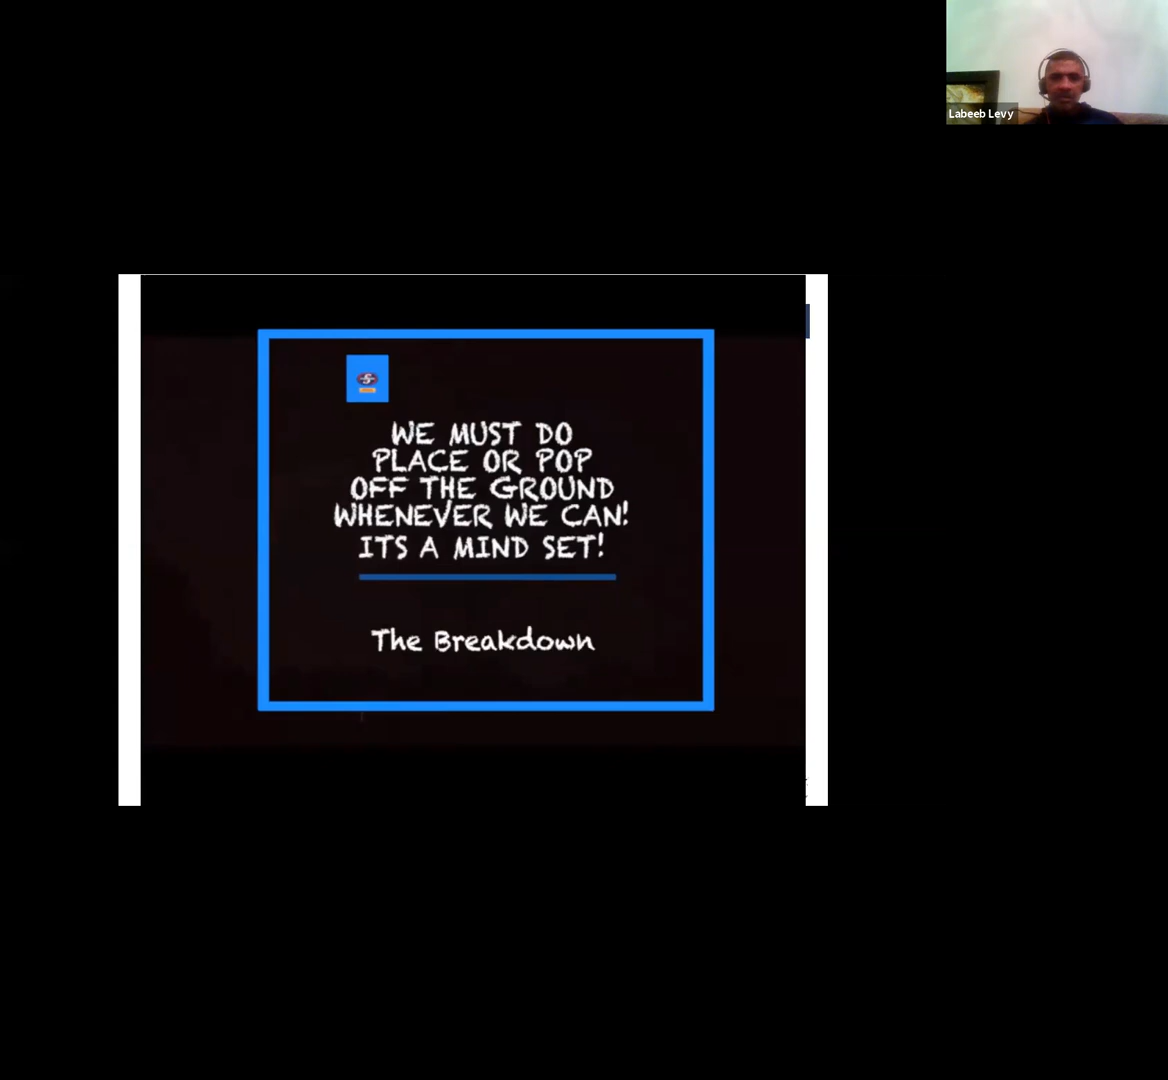 Labeeb Levy
WE MUST DO
PLACE OR POP
OFF THE GROUND
WHENEVER WE CAN!
ITS A MIND SET!
The Breakdown